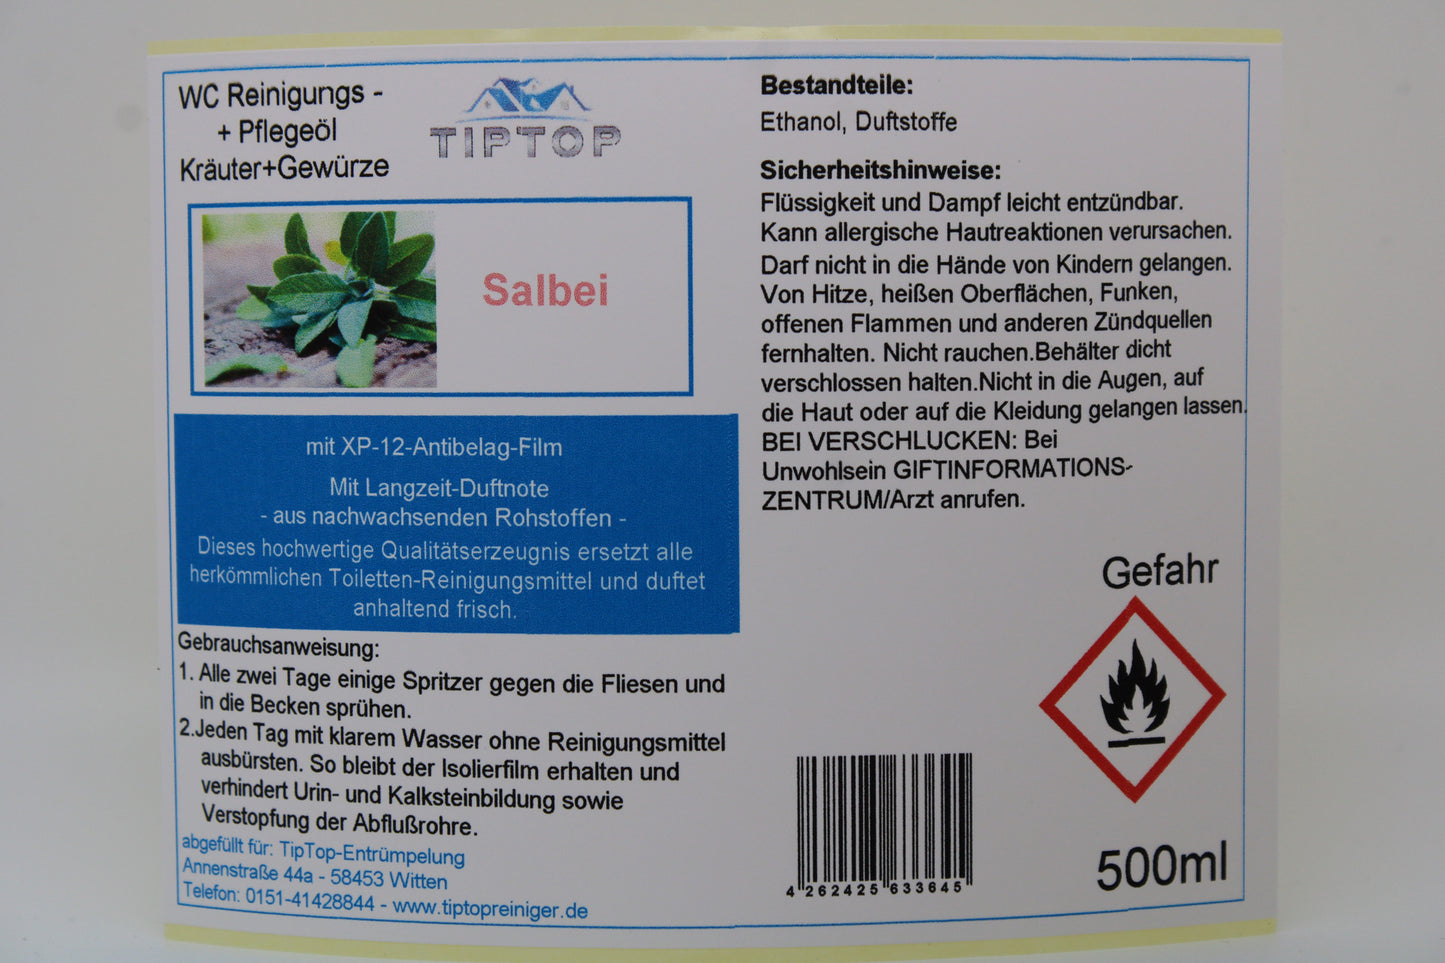 WC Reinigungs -
+ Pflegeöl
Kräuter+Gewürze
TIPTOP
Salbei
mit XP-12-Antibelag-Film
Mit Langzeit-Duftnote
- aus nachwachsenden Rohstoffen -
Dieses hochwertige Qualitätserzeugnis ersetzt alle
herkömmlichen Toiletten-Reinigungsmittel und duftet
anhaltend frisch.
Gebrauchsanweisung:
1. Alle zwei Tage einige Spritzer gegen die Fliesen und
in die Becken sprühen.
2.Jeden Tag mit klarem Wasser ohne Reinigungsmittel
ausbürsten. So bleibt der Isolierfilm erhalten und
verhindert Urin- und Kalksteinbildung sowie
Verstopfung der Abflußrohre.
abgefüllt für: TipTop-Entrümpelung
Annenstraße 44a - 58453 Witten
Telefon: 0151-41428844 - www.tiptopreiniger.de
Bestandteile:
Ethanol, Duftstoffe
Sicherheitshinweise:
Flüssigkeit und Dampf leicht entzündbar.
Kann allergische Hautreaktionen verursachen.
Darf nicht in die Hände von Kindern gelangen.
Von Hitze, heißen Oberflächen, Funken,
offenen Flammen und anderen Zündquellen
fernhalten. Nicht rauchen.Behälter dicht
verschlossen halten.Nicht in die Augen, auf
die Haut oder auf die Kleidung gelangen lassen.
BEI VERSCHLUCKEN: Bei
Unwohlsein GIFTINFORMATIONS-
ZENTRUM/Arzt anrufen.
Gefahr
4 262425 633645
500ml